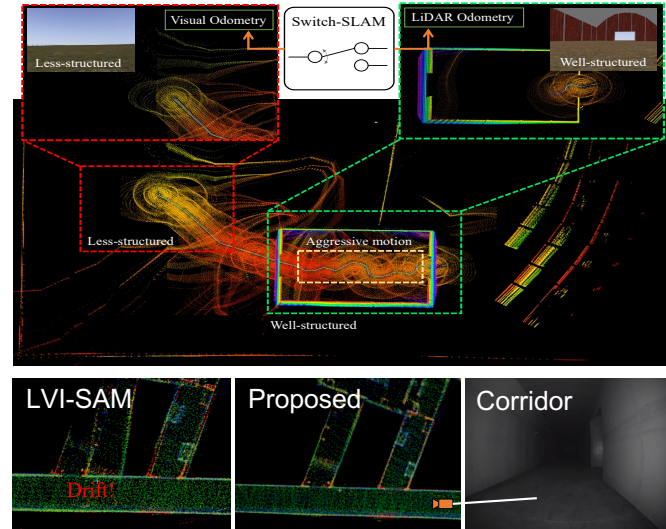 Visual Odometry
Switch-SLAM
LiDAR Odometry
Less-structured
Well-structured
Less-structured
Aggressive motion
Well-structured
LVI-SAM
Proposed
Corridor
Drift!